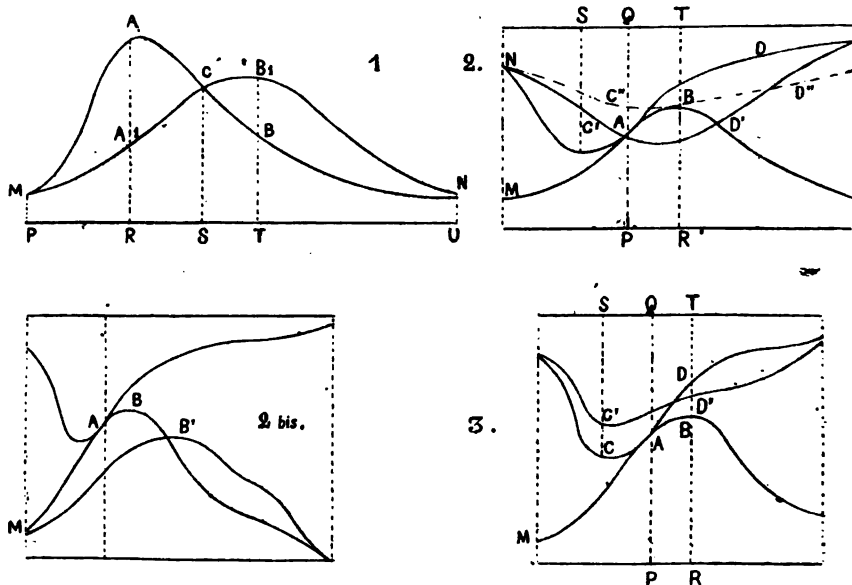 A
1
C B1
A1 B
M N
P R S T U
2.
S Q T
N D
C" D"
C' A B D'
M
P R'
2 bis.
A B
B'
M
3.
S Q T
D
C' D'
C A B
M
P R